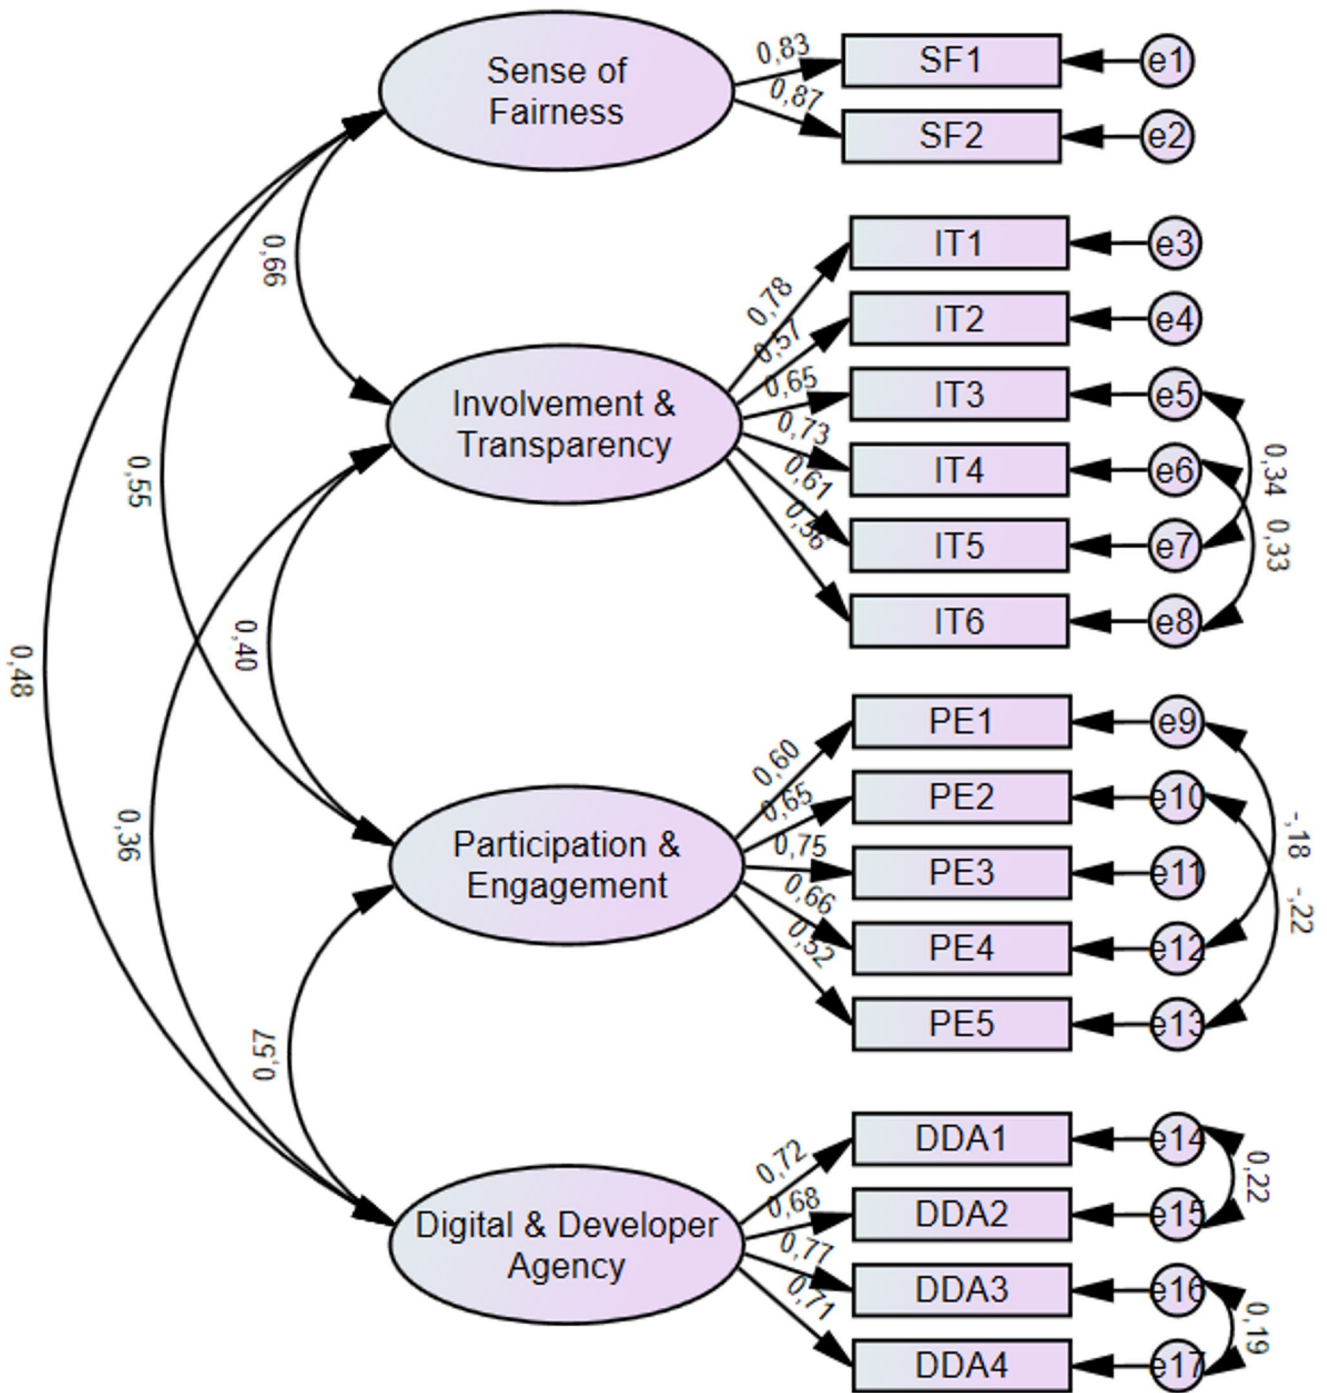 Sense of
Fairness
0,83
SF1
e1
0,87
SF2
e2
0,66
0,55
0,48
Involvement &
Transparency
0,78
IT1
e3
0,57
IT2
e4
0,65
IT3
e5
0,73
IT4
e6
0,61
IT5
e7
0,56
IT6
e8
0,34
0,33
0,40
0,36
Participation &
Engagement
0,60
PE1
e9
0,65
PE2
e10
0,75
PE3
e11
0,66
PE4
e12
0,52
PE5
e13
-,18
-,22
0,57
Digital & Developer
Agency
0,72
DDA1
e14
0,68
DDA2
e15
0,77
DDA3
e16
0,71
DDA4
e17
0,22
0,19